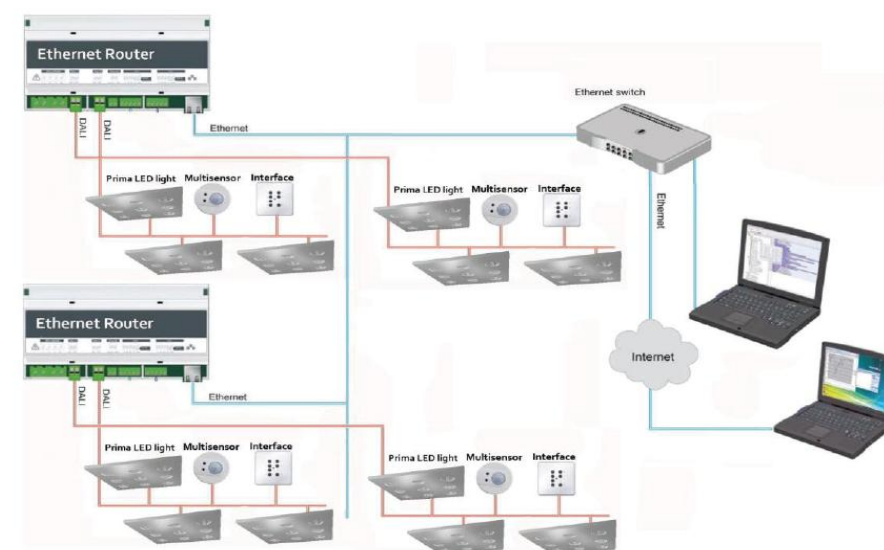 Ethernet Router
Ethernet switch
Ethernet
DALI
DALI
Prima LED light
Multisensor
Interface
Prima LED light
Multisensor
Interface
Ethernet
Ethernet Router
Internet
Ethernet
DALI
DALI
Prima LED light
Multisensor
Interface
Prima LED light
Multisensor
Interface